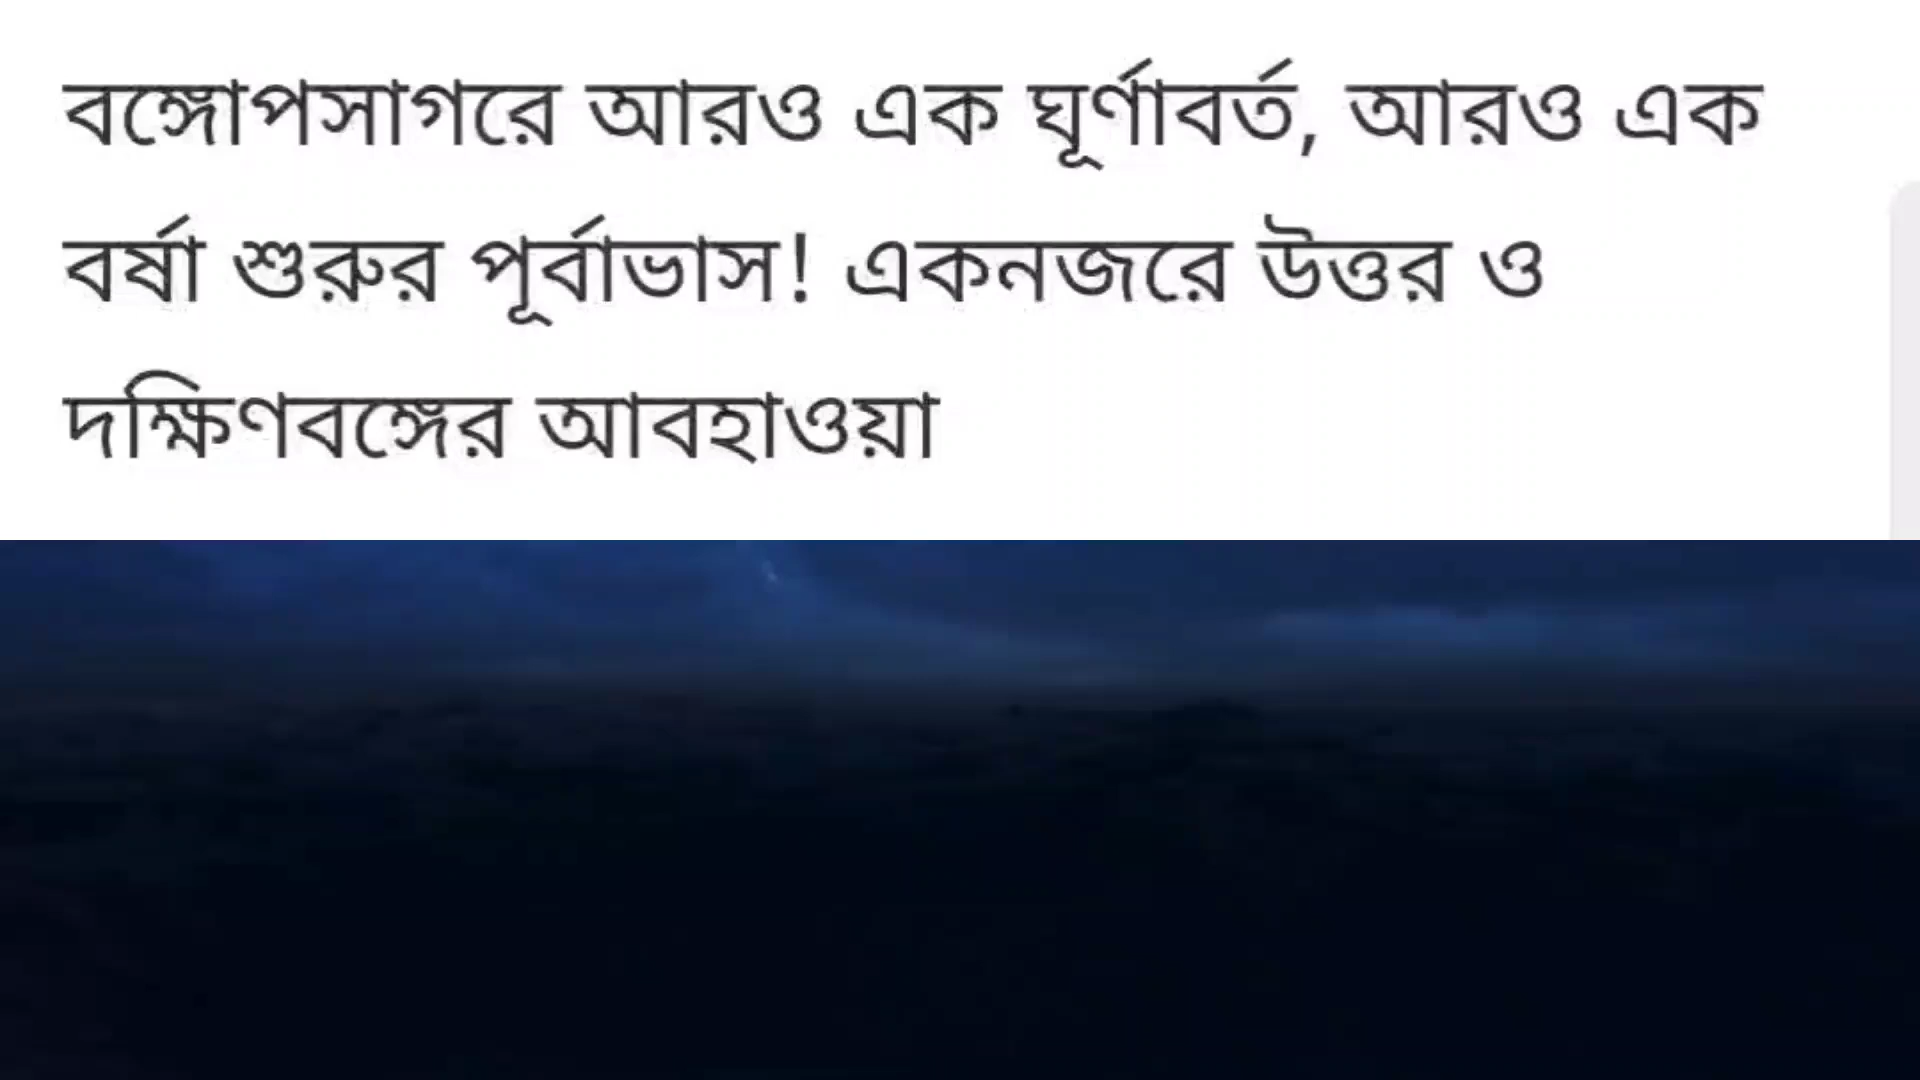 বঙ্গোপসাগরে আরও এক ঘূর্ণাবর্ত, আরও এক
বর্ষা শুরুর পূর্বাভাস! একনজরে উত্তর ও
দক্ষিণবঙ্গের আবহাওয়া